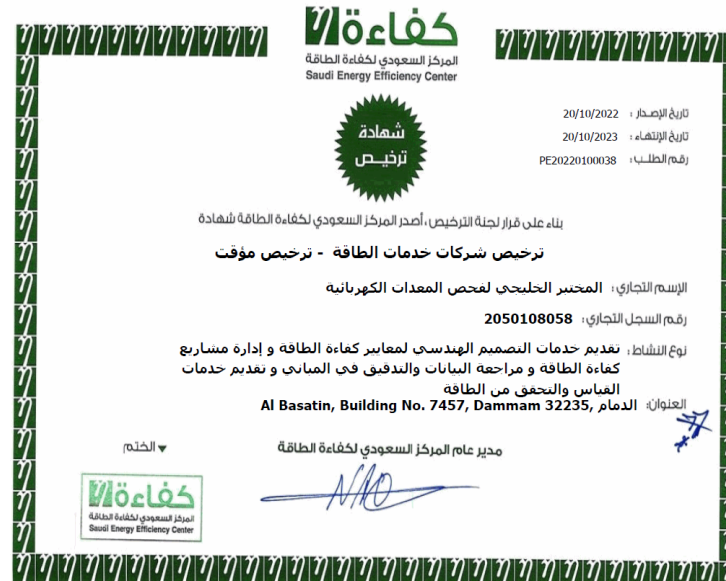 كفاءة
المركز السعودي لكفاءة الطاقة
Saudi Energy Efficiency Center
شهادة
ترخيص
تاريخ الإصدار : 20/10/2022
تاريخ الإنتهاء : 20/10/2023
رقم الطلب : PE20220100038
بناء على قرار لجنة الترخيص ، أصدر المركز السعودي لكفاءة الطاقة شهادة
ترخيص شركات خدمات الطاقة - ترخيص مؤقت
الإسم التجاري : المختبر الخليجي لفحص المعدات الكهربائية
رقم السجل التجاري : 2050108058
نوع النشاط : تقديم خدمات التصميم الهندسي لمعايير كفاءة الطاقة و إدارة مشاريع
كفاءة الطاقة و مراجعة البيانات والتدقيق في المباني و تقديم خدمات
القياس والتحقق من الطاقة
العنوان: الدمام ,Al Basatin, Building No. 7457, Dammam 32235
مدير عام المركز السعودي لكفاءة الطاقة
الختم
كفاءة
المركز السعودي لكفاءة الطاقة
Saudi Energy Efficiency Center